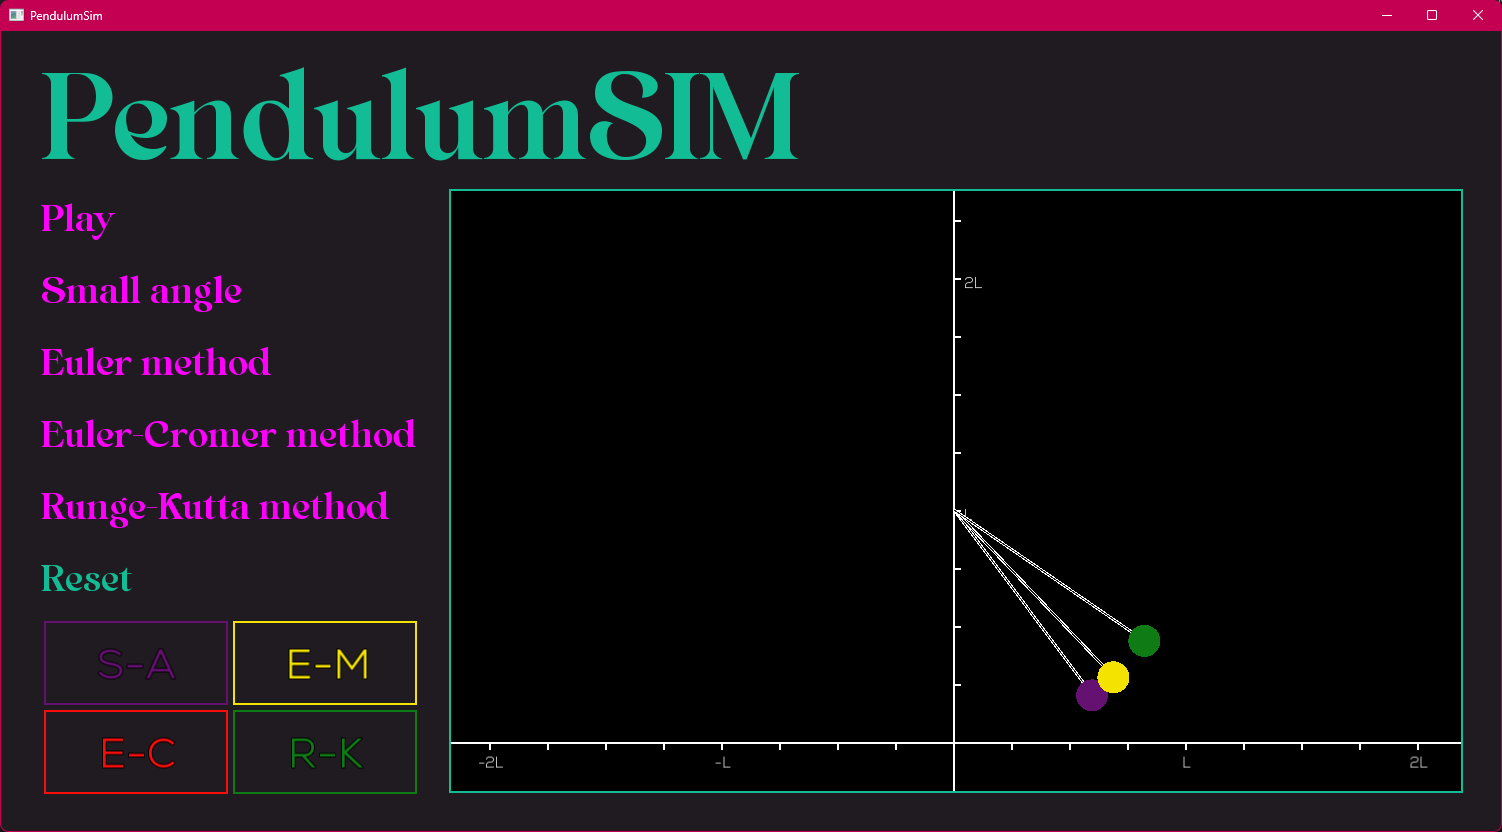 PendulumSim
PendulumSIM
Play
Small angle
Euler method
Euler-Cromer method
Runge-Kutta method
Reset
S-A
E-M
E-C
R-K
2L
-2L
-L
L
2L